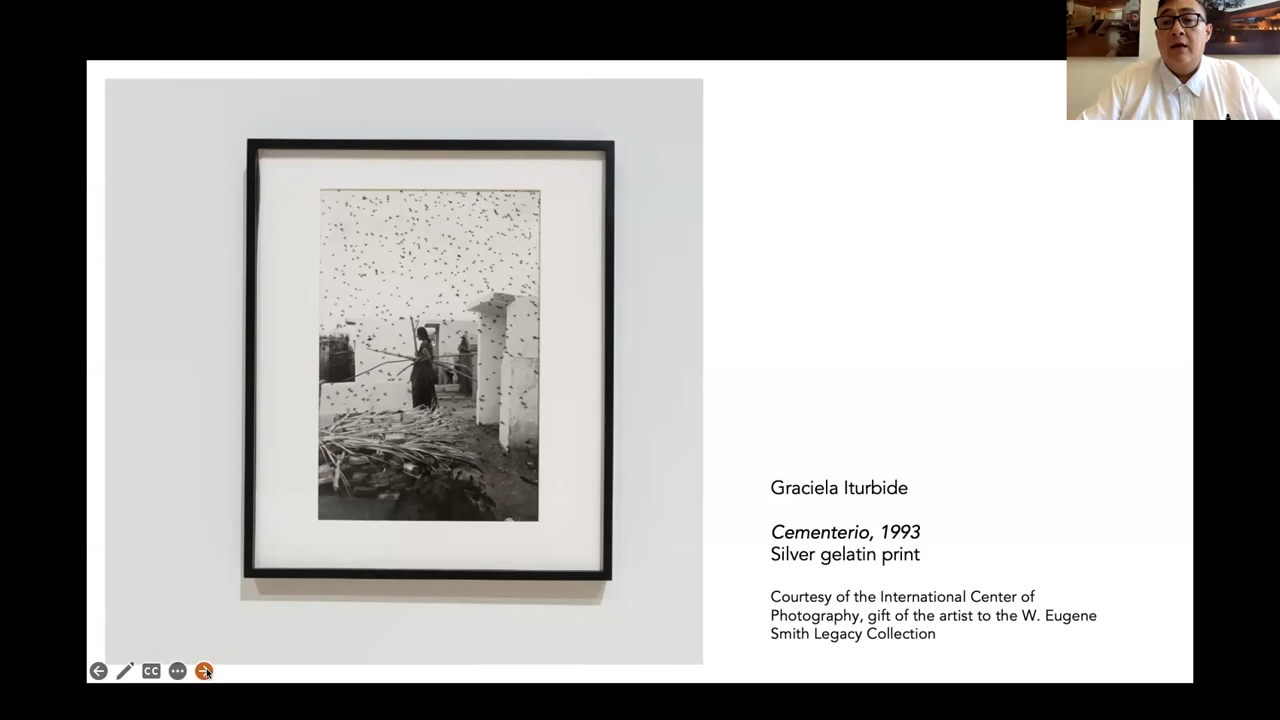 Graciela Iturbide
Cementerio, 1993
Silver gelatin print
Courtesy of the International Center of
Photography, gift of the artist to the W. Eugene
Smith Legacy Collection
CC